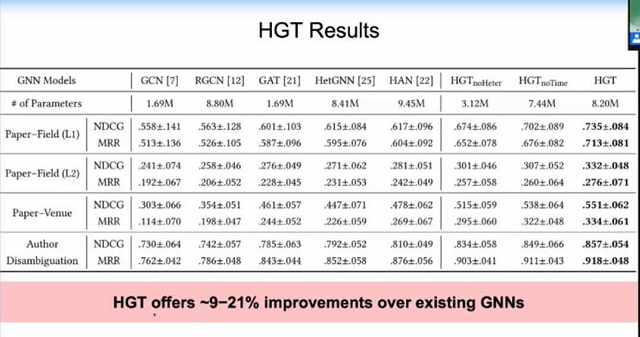 HGT Results
GNN Models GCN [7] RGCN [12] GAT [21] HetGNN [25] HAN [22] HGTnoHeter HGTnoTime HGT
# of Parameters 1.69M 8.80M 1.69M 8.41M 9.45M 3.12M 7.44M 8.20M
Paper–Field (L1) NDCG .558±.141 .563±.128 .601±.103 .615±.084 .617±.096 .674±.086 .702±.089 .735±.084
MRR .513±.136 .526±.105 .587±.096 .595±.076 .604±.092 .652±.078 .676±.082 .713±.081
Paper–Field (L2) NDCG .241±.074 .258±.046 .276±.049 .271±.062 .281±.051 .301±.046 .307±.052 .332±.048
MRR .192±.067 .206±.052 .228±.045 .231±.053 .242±.049 .257±.058 .260±.064 .276±.071
Paper–Venue NDCG .303±.066 .354±.051 .461±.057 .447±.071 .478±.062 .515±.059 .538±.064 .551±.062
MRR .114±.070 .198±.047 .244±.052 .226±.059 .269±.067 .295±.060 .322±.048 .334±.061
Author NDCG .730±.064 .742±.057 .785±.063 .792±.052 .810±.049 .834±.058 .849±.066 .857±.054
Disambiguation MRR .762±.042 .786±.048 .843±.044 .852±.058 .876±.056 .903±.041 .911±.043 .918±.048
HGT offers ~9–21% improvements over existing GNNs